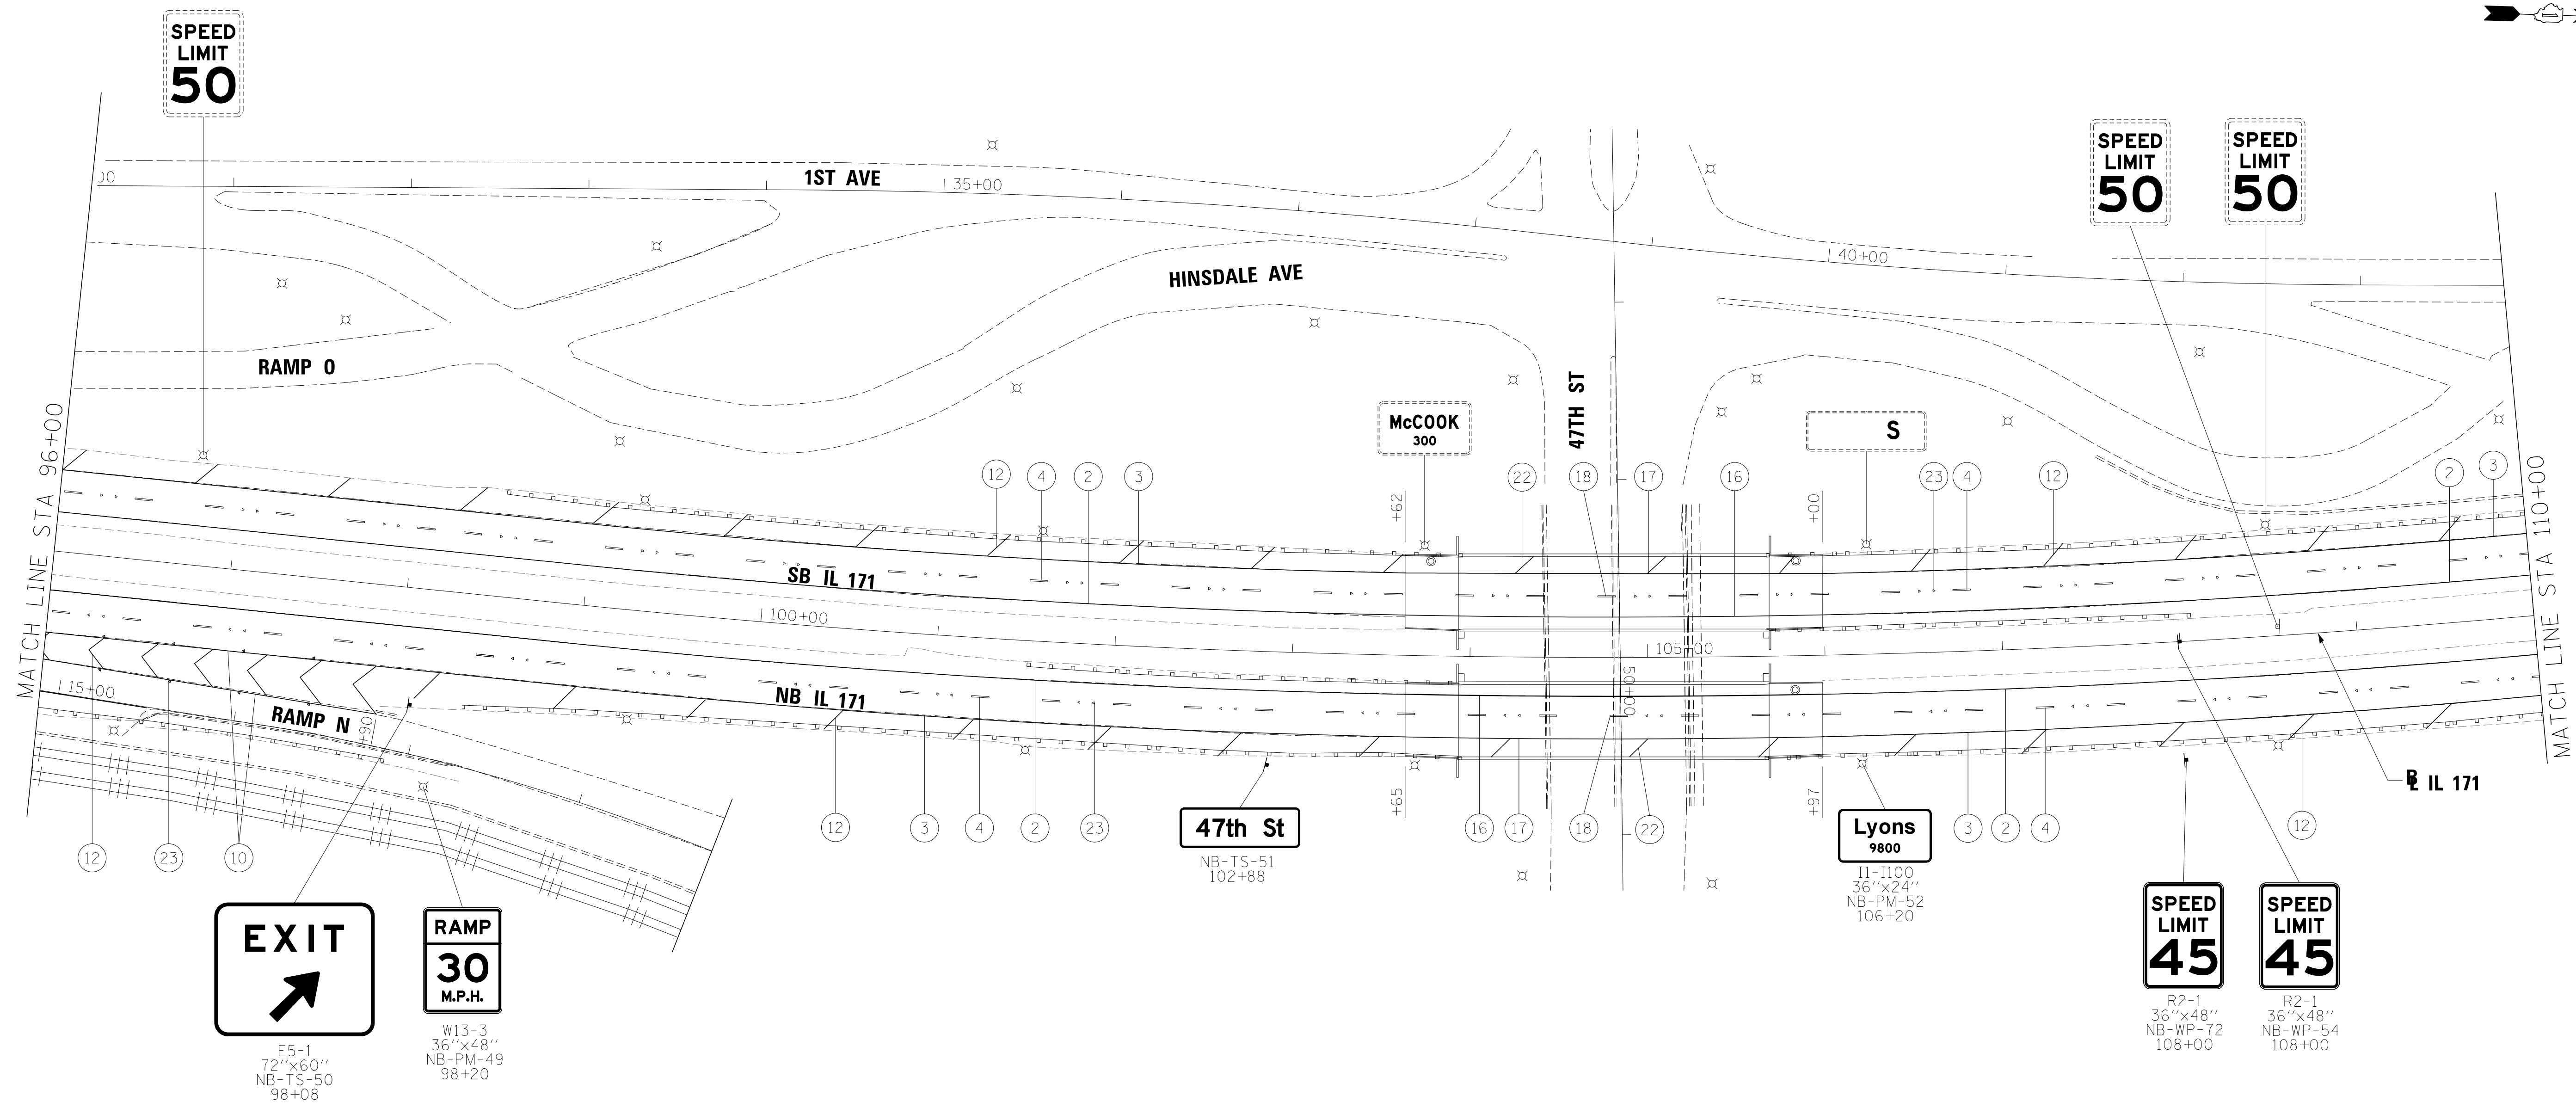 SPEED
LIMIT
50
SPEED
LIMIT
50
SPEED
LIMIT
50
1ST AVE
35+00
40+00
HINSDALE AVE
RAMP O
47TH ST
McCOOK
300
S
MATCH LINE STA 96+00
MATCH LINE STA 110+00
12
4
2
3
22
18
17
16
23
4
12
2
3
+62
+00
SB IL 171
100+00
105+00
50+00
NB IL 171
15+00
RAMP N
+90
+65
+97
IL 171
12
23
10
12
3
4
2
23
16
17
18
22
3
2
4
12
EXIT
E5-1
72"x60"
NB-TS-50
98+08
RAMP
30
M.P.H.
W13-3
36"x48"
NB-PM-49
98+20
47th St
NB-TS-51
102+88
Lyons
9800
I1-I100
36"x24"
NB-PM-52
106+20
SPEED
LIMIT
45
R2-1
36"x48"
NB-WP-72
108+00
SPEED
LIMIT
45
R2-1
36"x48"
NB-WP-54
108+00